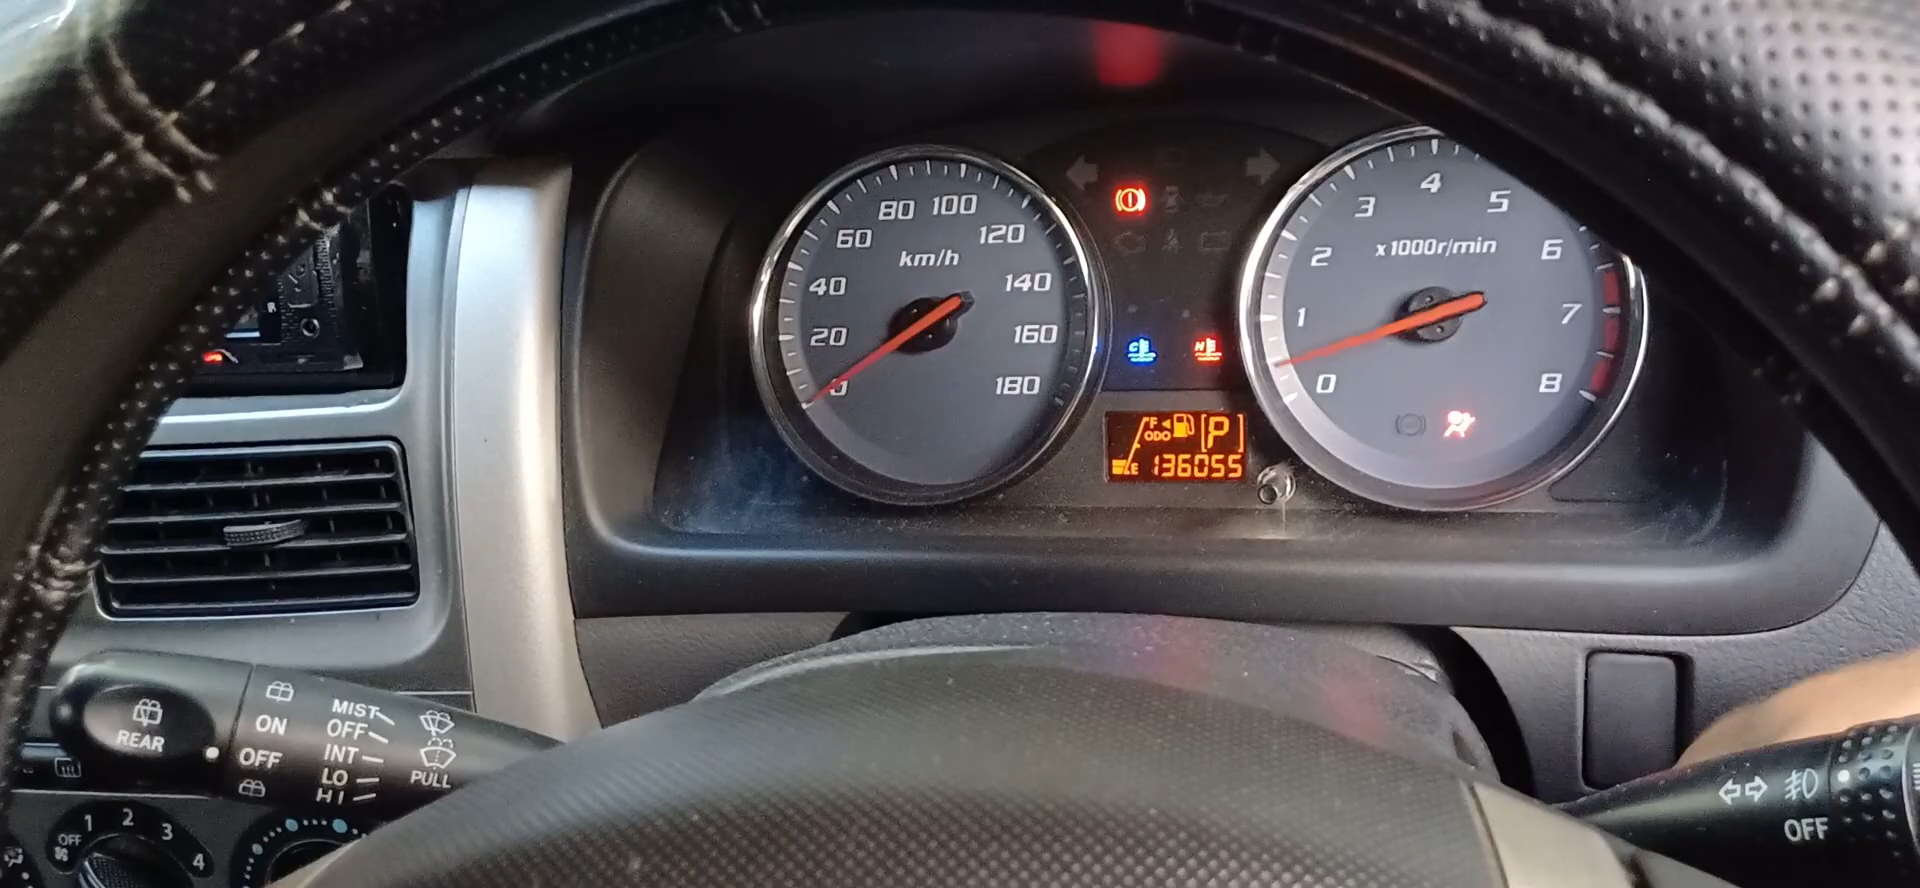 80 100
60 120
km/h
40 140
20 160
0 180
C H
F
ODO [P]
E 136055
4
3 5
2 x1000r/min 6
1 7
0 8
REAR
ON
OFF
MIST
OFF
INT
LO
HI
PULL
OFF
1
2
3
4
OFF